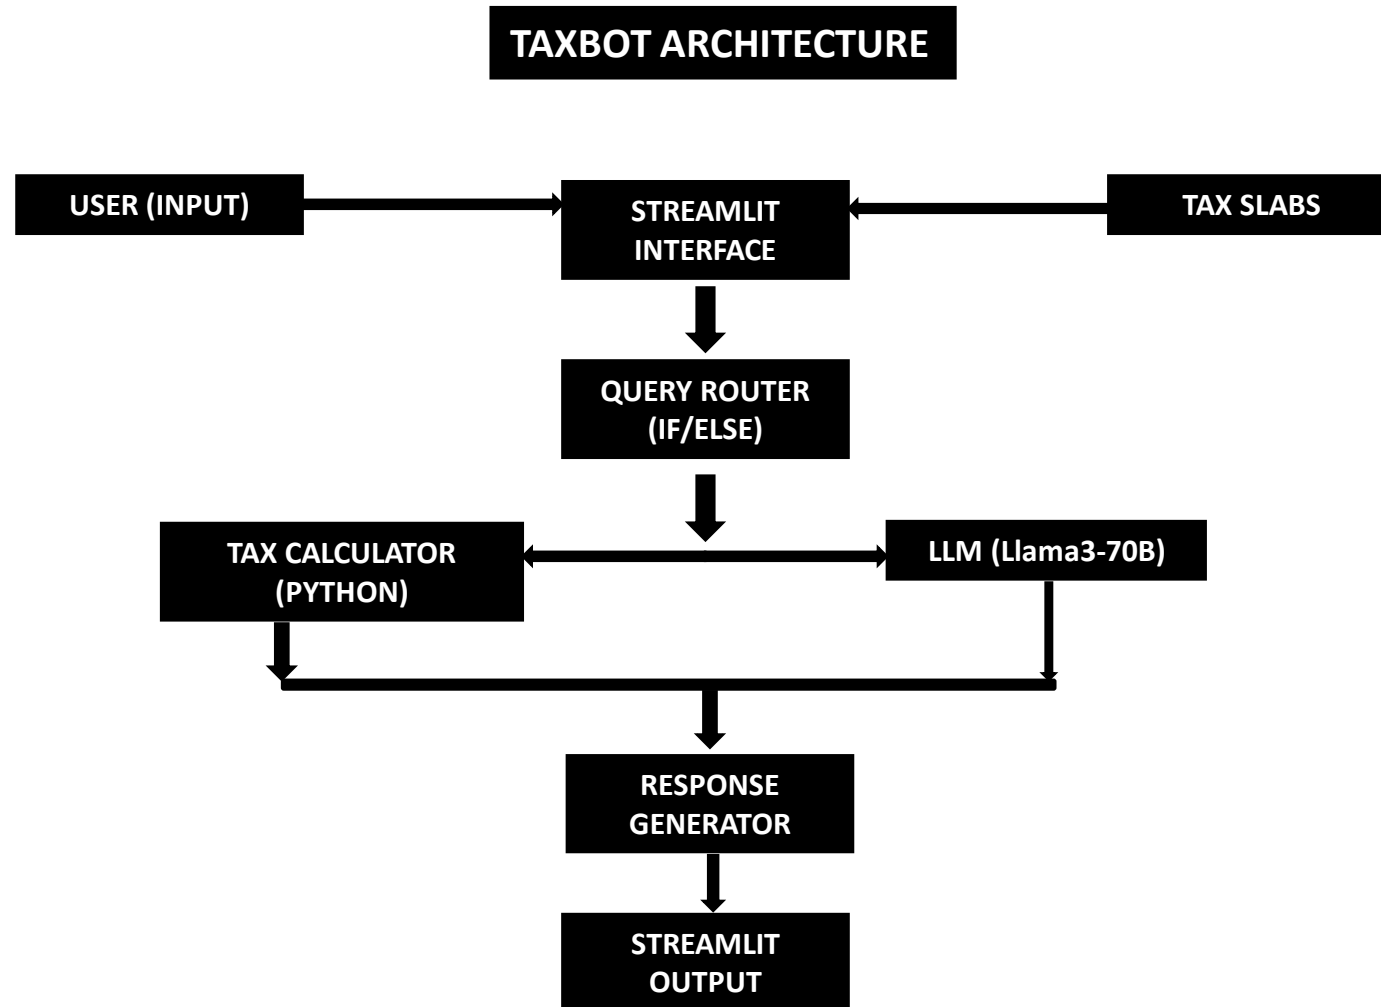 TAXBOT ARCHITECTURE
USER (INPUT)
STREAMLIT
INTERFACE
TAX SLABS
QUERY ROUTER
(IF/ELSE)
TAX CALCULATOR
(PYTHON)
LLM (Llama3-70B)
RESPONSE
GENERATOR
STREAMLIT
OUTPUT